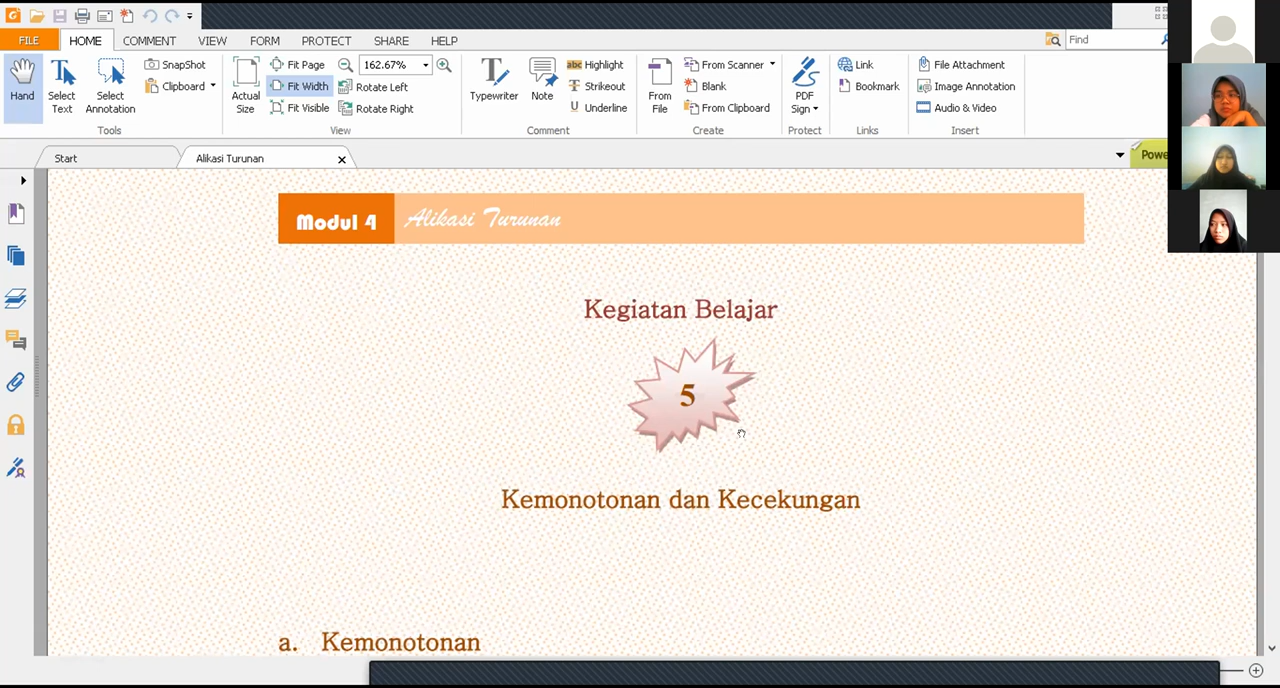 FILE HOME COMMENT VIEW FORM PROTECT SHARE HELP Find
Hand
Select Text
Select Annotation
SnapShot
Clipboard
Tools
Actual Size
Fit Page
Fit Width
Fit Visible
162.67%
Rotate Left
Rotate Right
View
Typewriter
Note
Highlight
Strikeout
Underline
Comment
From File
From Scanner
Blank
From Clipboard
Create
PDF Sign
Protect
Link
Bookmark
Links
File Attachment
Image Annotation
Audio & Video
Insert
Start
Alikasi Turunan
Modul 4 Alikasi Turunan
Kegiatan Belajar
5
Kemonotonan dan Kecekungan
a. Kemonotonan